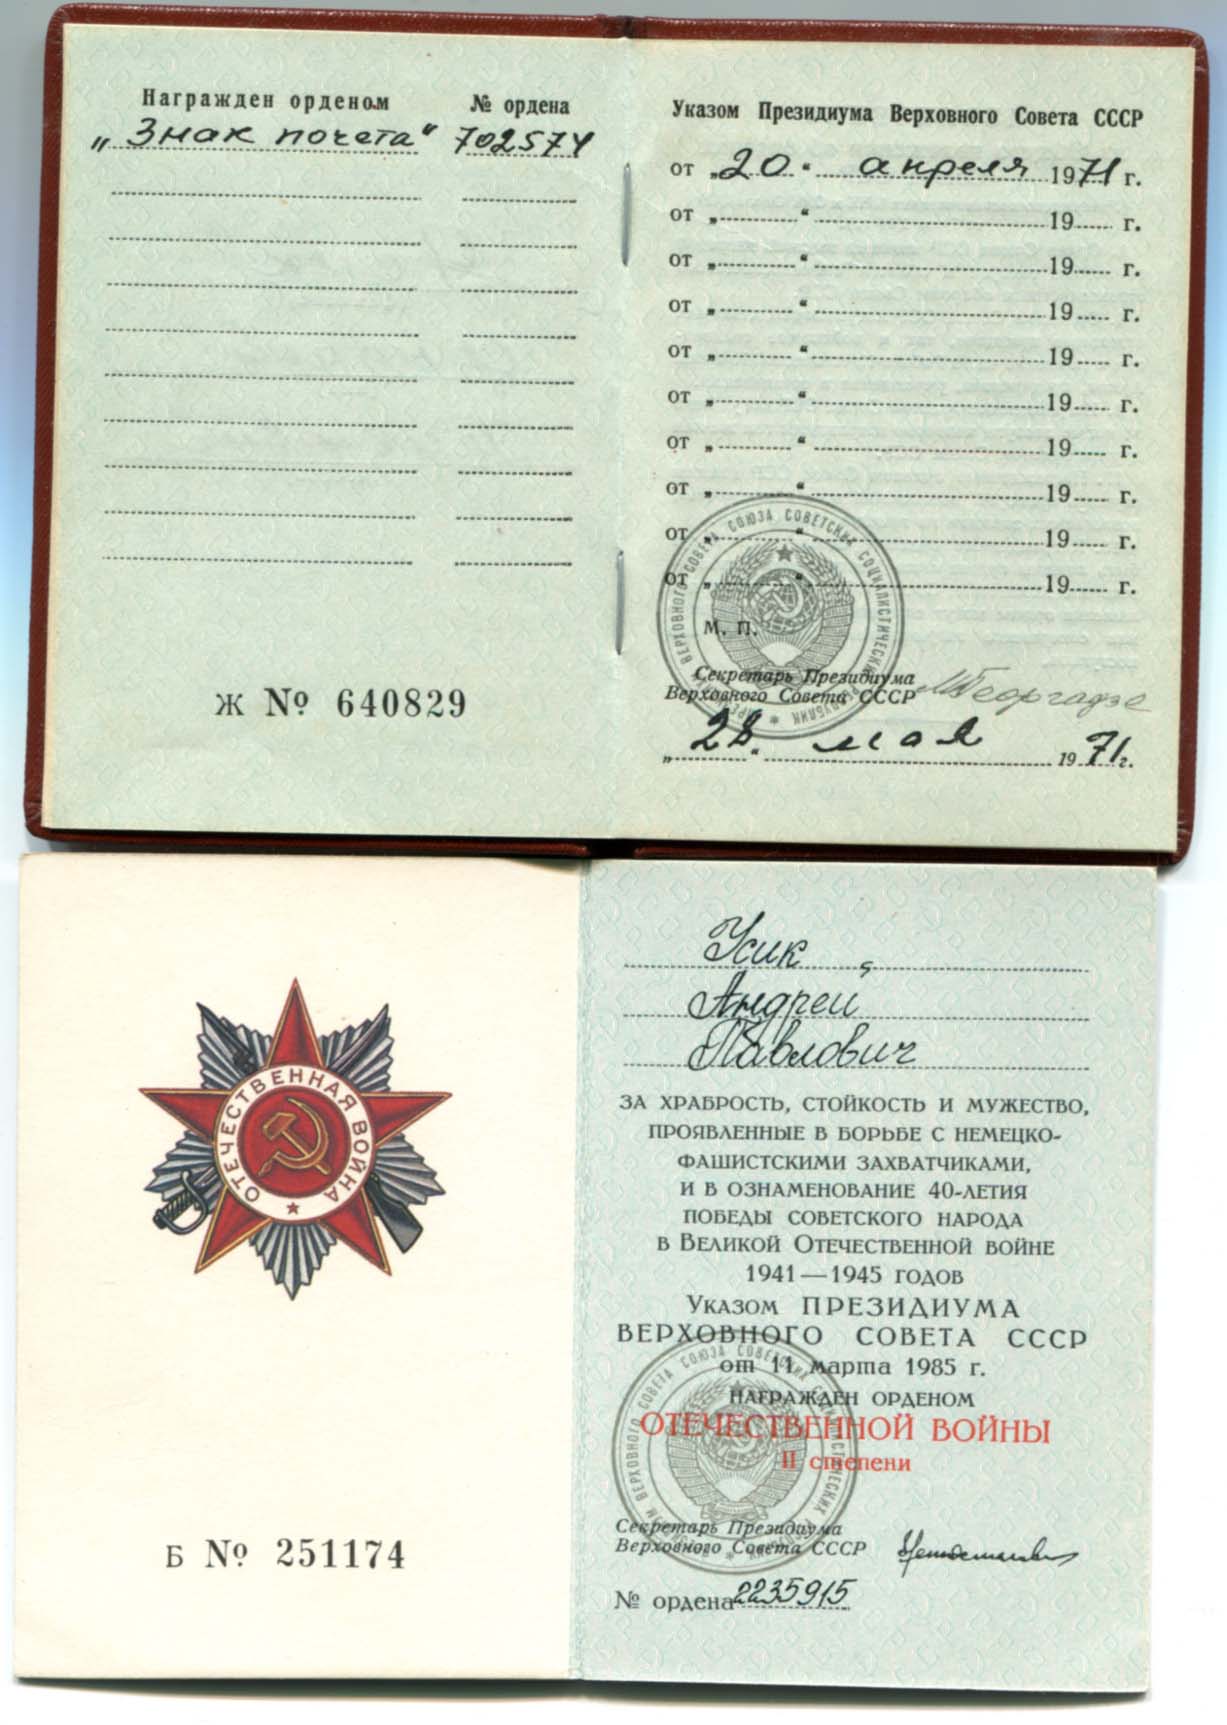 Награжден орденом
№ ордена
„Знак почета“
702574
Ж № 640829
Указом Президиума Верховного Совета СССР
от „20“ апреля 1971 г.
от „ “ 19 г.
от „ “ 19 г.
от „ “ 19 г.
от „ “ 19 г.
от „ “ 19 г.
от „ “ 19 г.
от „ “ 19 г.
от „ “ 19 г.
от „ “ 19 г.
М. П.
Секретарь Президиума
Верховного Совета СССР
МГеоргадзе
„28“ мая 1971 г.
ОТЕЧЕСТВЕННАЯ ВОЙНА
Б № 251174
Усик
Андрей
Павлович
ЗА ХРАБРОСТЬ, СТОЙКОСТЬ И МУЖЕСТВО,
ПРОЯВЛЕННЫЕ В БОРЬБЕ С НЕМЕЦКО-
ФАШИСТСКИМИ ЗАХВАТЧИКАМИ,
И В ОЗНАМЕНОВАНИЕ 40-ЛЕТИЯ
ПОБЕДЫ СОВЕТСКОГО НАРОДА
В ВЕЛИКОЙ ОТЕЧЕСТВЕННОЙ ВОЙНЕ
1941—1945 ГОДОВ
УКАЗОМ ПРЕЗИДИУМА
ВЕРХОВНОГО СОВЕТА СССР
от 11 марта 1985 г.
НАГРАЖДЕН ОРДЕНОМ
ОТЕЧЕСТВЕННОЙ ВОЙНЫ
II степени
Секретарь Президиума
Верховного Совета СССР
№ ордена 2235915